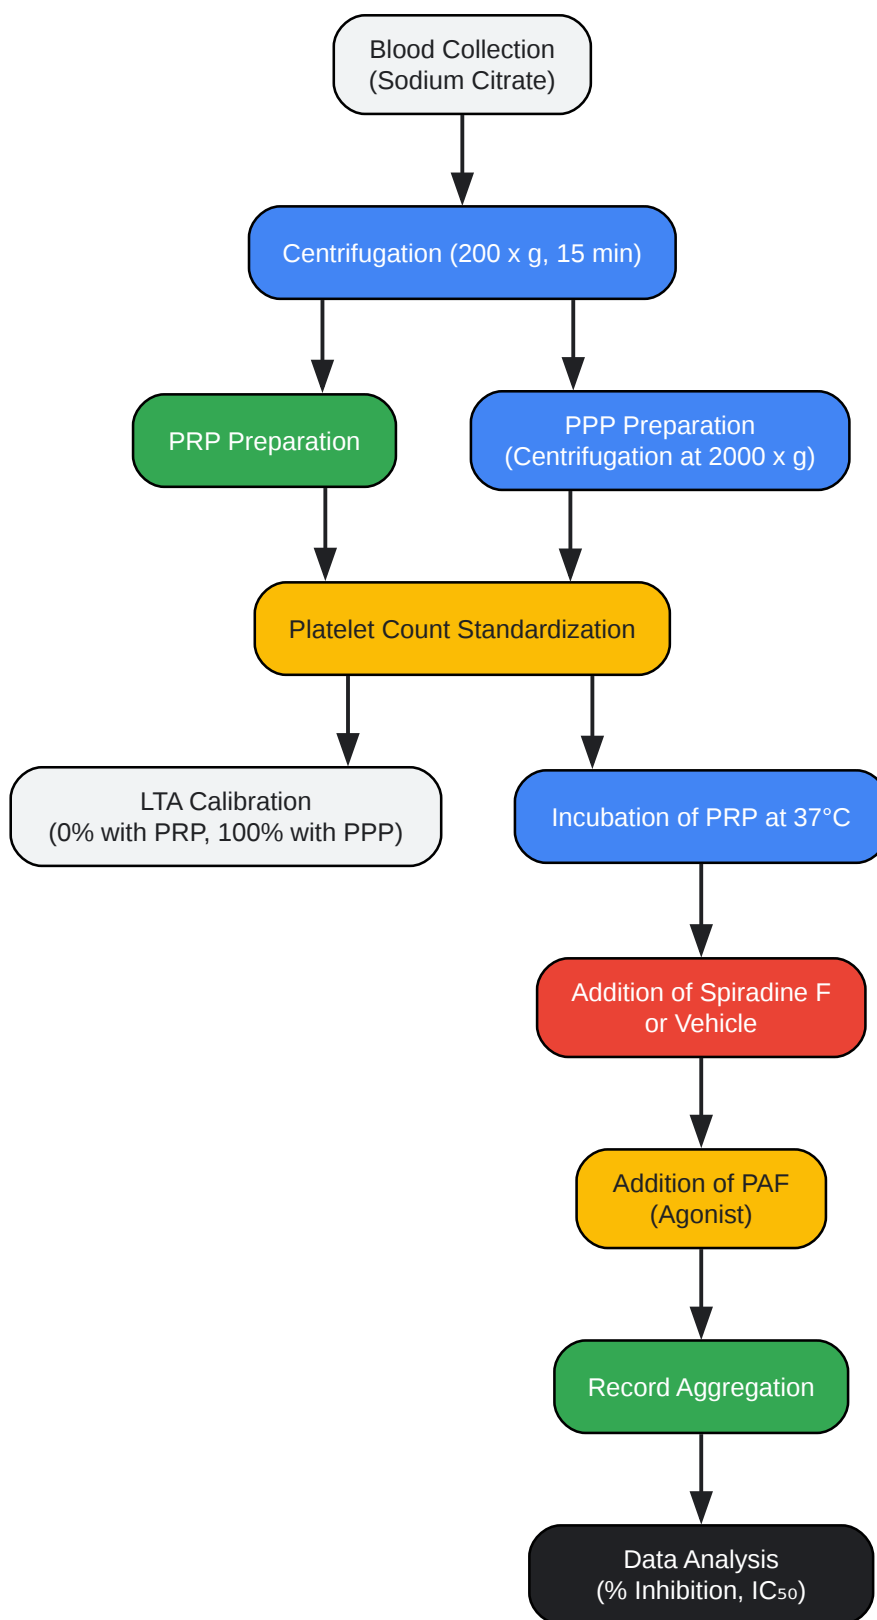 Blood Collection
(Sodium Citrate)
Centrifugation (200 x g, 15 min)
PRP Preparation
PPP Preparation
(Centrifugation at 2000 x g)
Platelet Count Standardization
LTA Calibration
(0% with PRP, 100% with PPP)
Incubation of PRP at 37°C
Addition of Spiradine F
or Vehicle
Addition of PAF
(Agonist)
Record Aggregation
Data Analysis
(% Inhibition, IC₅₀)